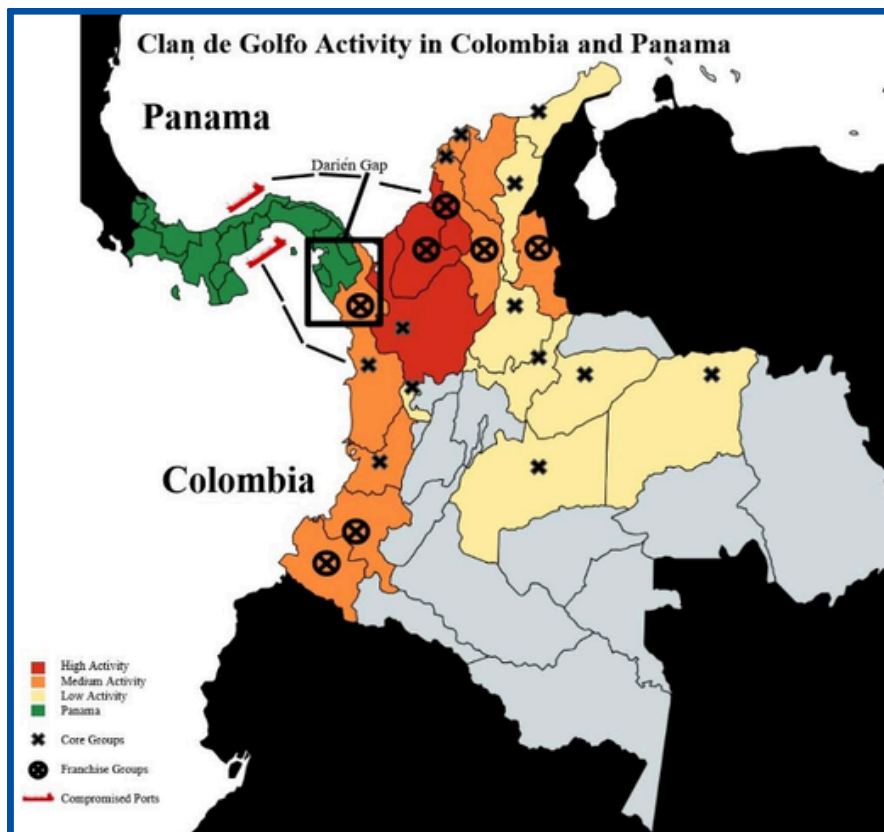 Clan de Golfo Activity in Colombia and Panama
Panama
Darién Gap
Colombia
High Activity
Medium Activity
Low Activity
Panama
Core Groups
Franchise Groups
Compromised Ports